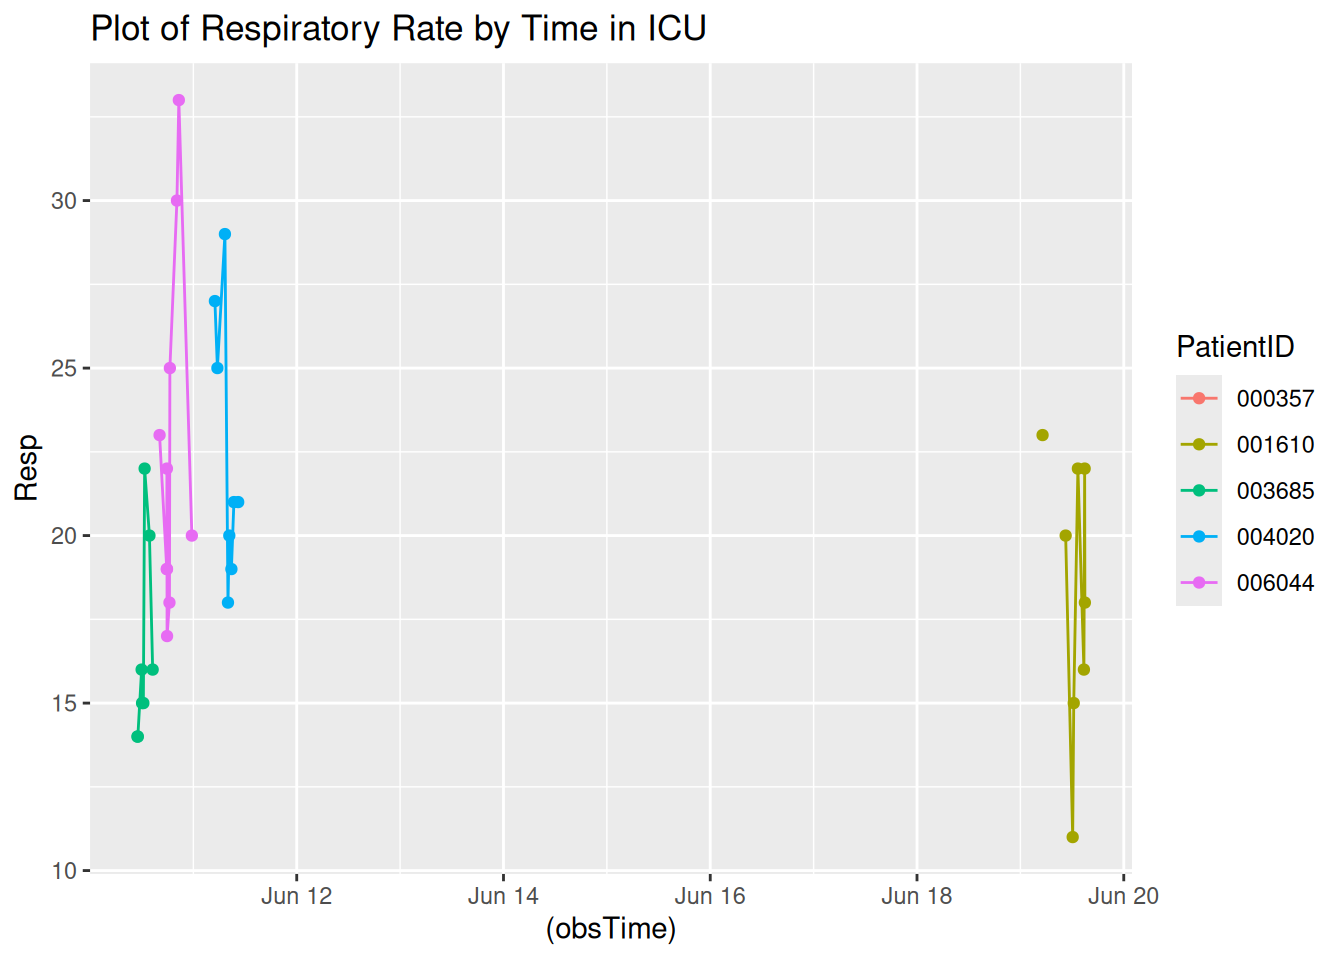 Plot of Respiratory Rate by Time in ICU
Resp
30
25
20
15
10
Jun 12
Jun 14
Jun 16
Jun 18
Jun 20
(obsTime)
PatientID
000357
001610
003685
004020
006044